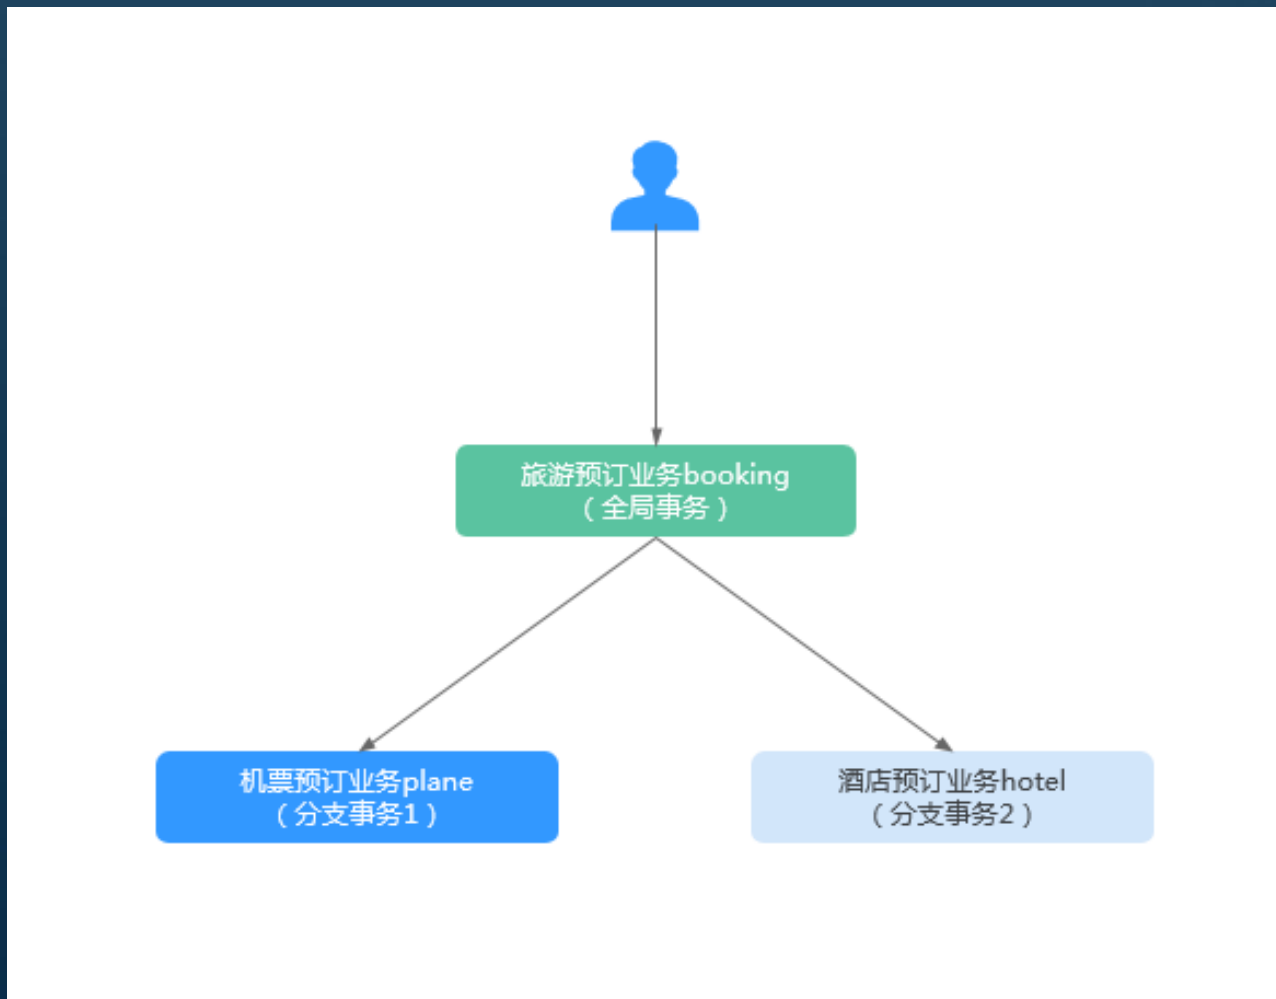 旅游预订业务booking
（全局事务）
机票预订业务plane
（分支事务1）
酒店预订业务hotel
（分支事务2）